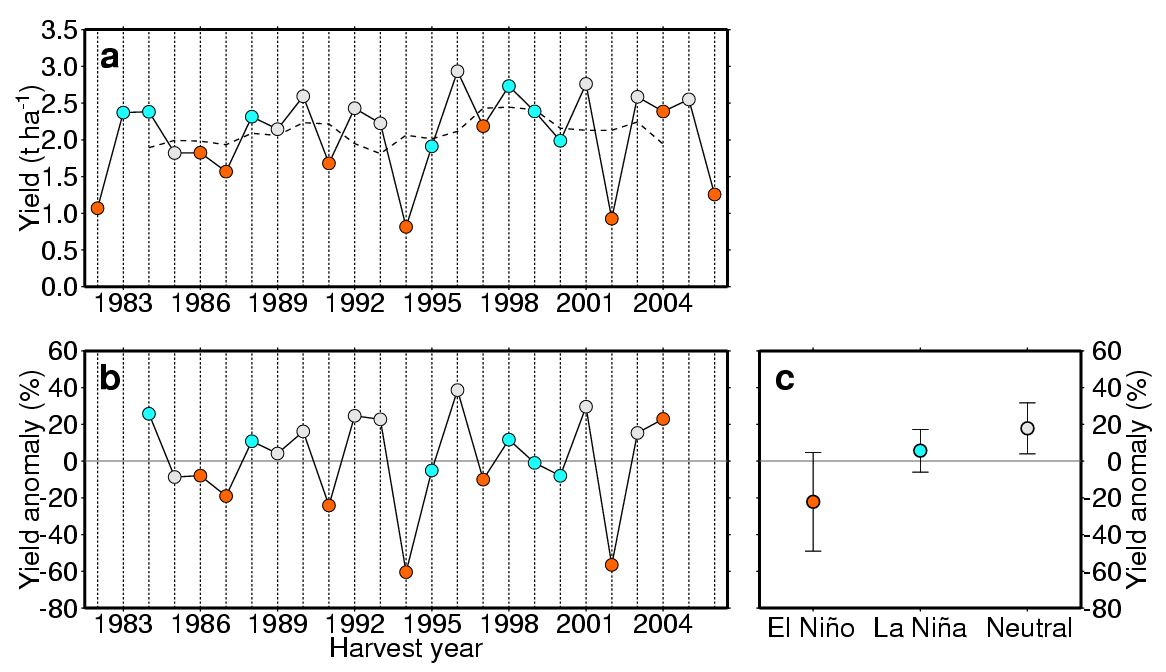 a
3.5
3.0
2.5
2.0
1.5
1.0
0.5
0.0
Yield (t ha⁻¹)
1983 1986 1989 1992 1995 1998 2001 2004
b
60
40
20
0
-20
-40
-60
-80
Yield anomaly (%)
1983 1986 1989 1992 1995 1998 2001 2004
Harvest year
c
60
40
20
0
-20
-40
-60
-80
Yield anomaly (%)
El Niño La Niña Neutral